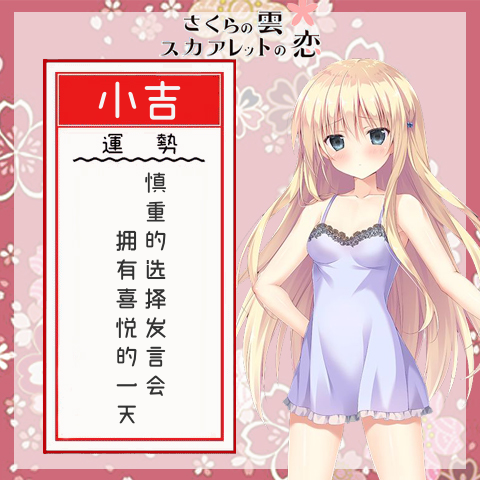 さくらの雲
スカアレットの恋
小吉
運勢
慎重的选择发言会
拥有喜悦的一天